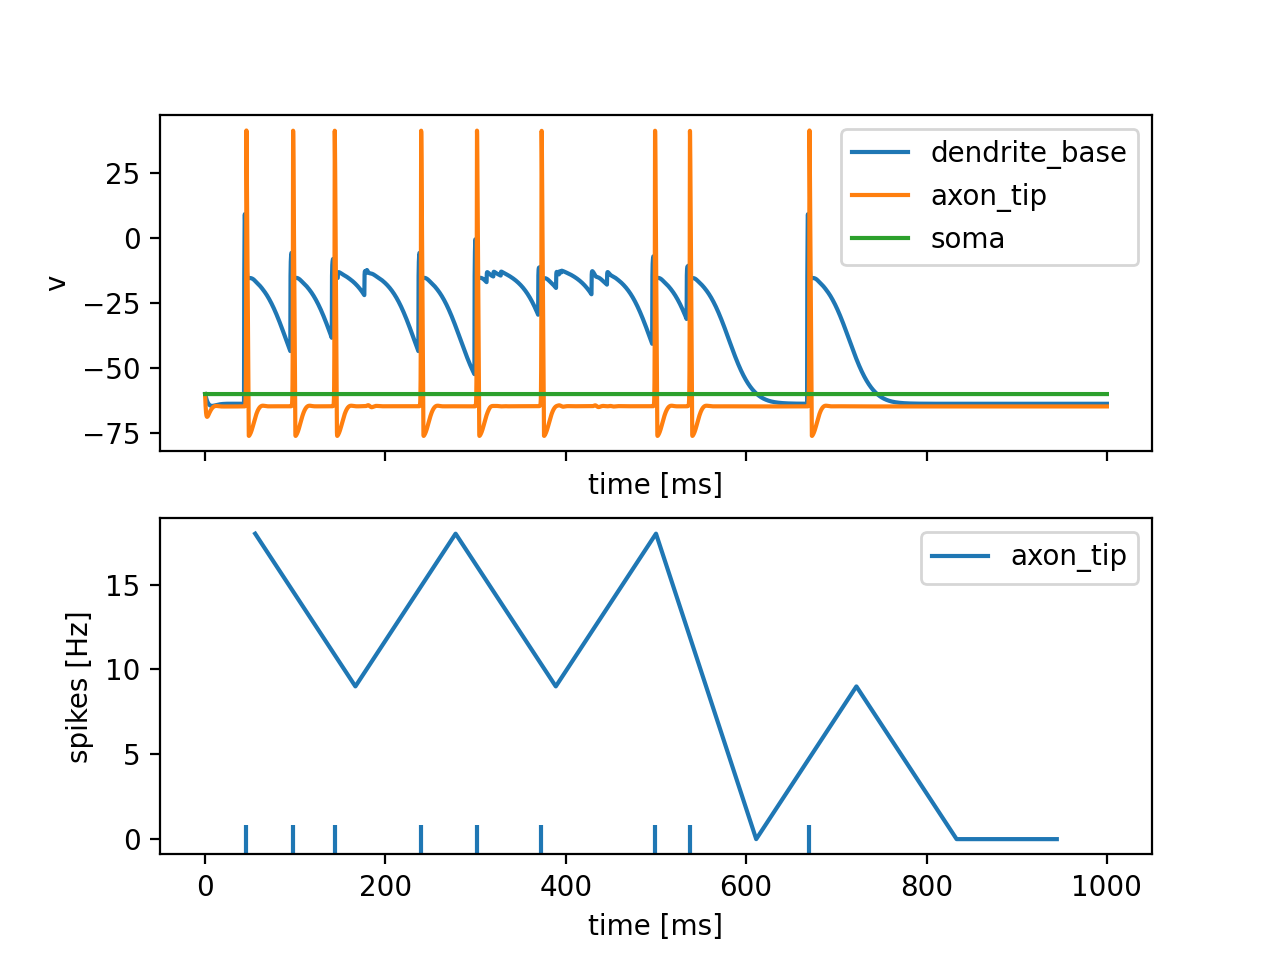 25
0
−25
−50
−75
v
dendrite_base
axon_tip
soma
time [ms]
15
10
5
0
spikes [Hz]
axon_tip
0 200 400 600 800 1000
time [ms]